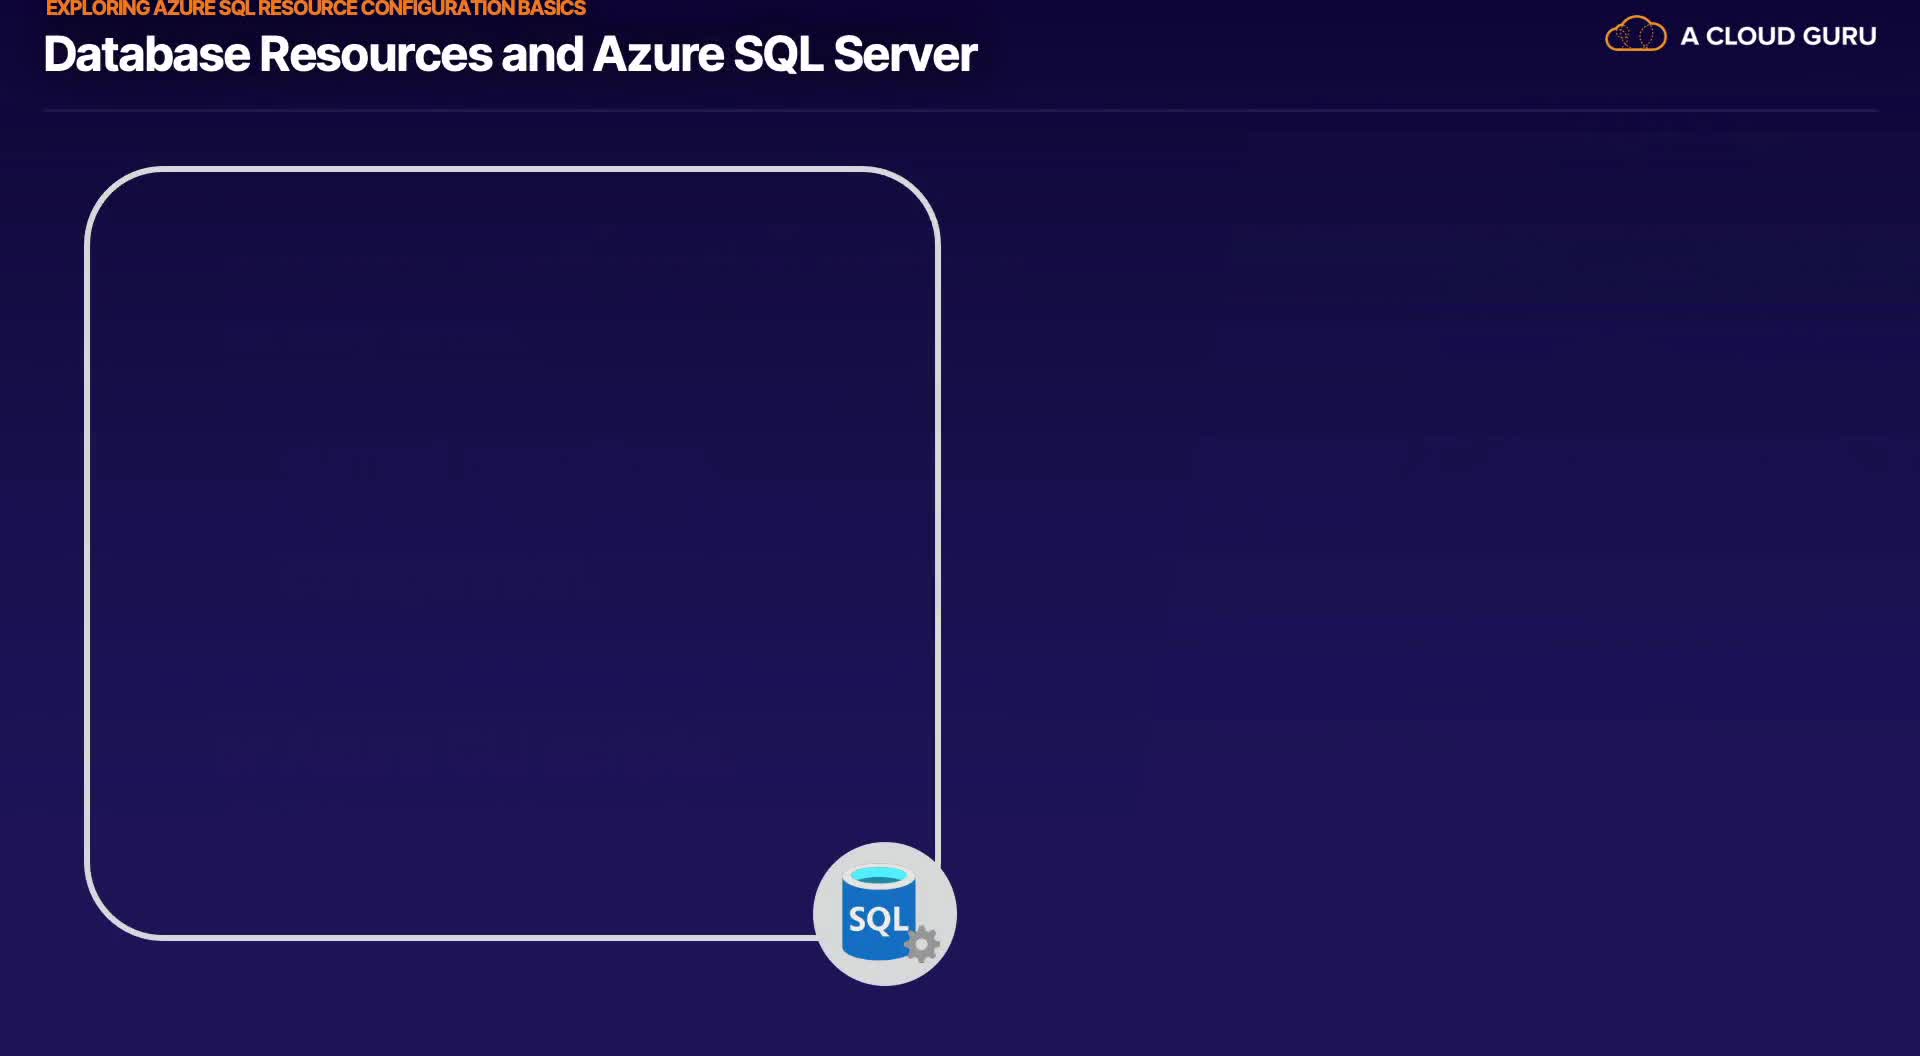 EXPLORING AZURE SQL RESOURCE CONFIGURATION BASICS
Database Resources and Azure SQL Server
A CLOUD GURU
SQL